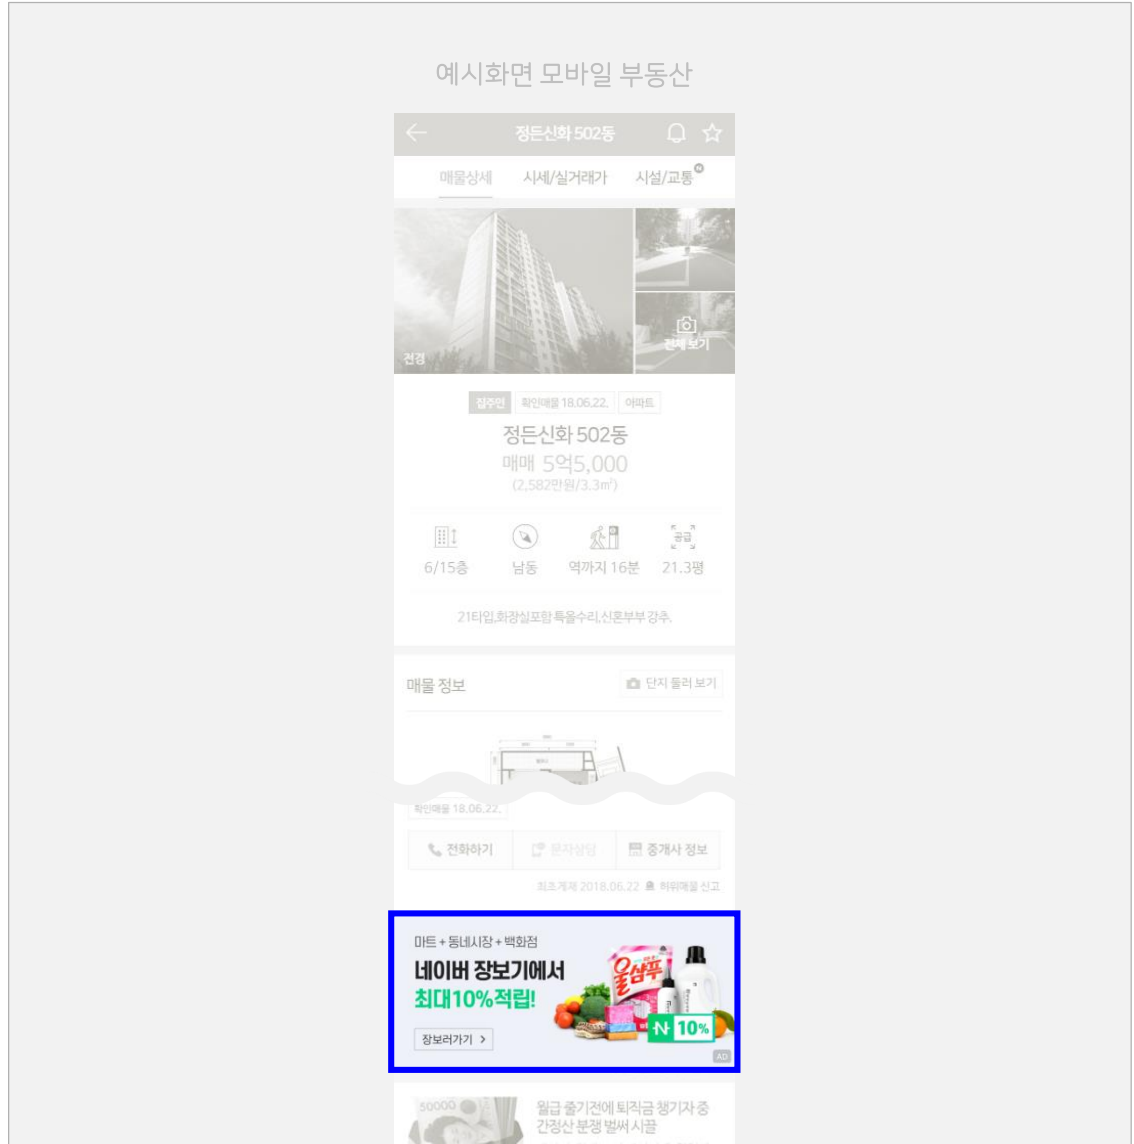 예시화면 모바일 부동산
정든신화 502동
매물상세 시세/실거래가 시설/교통
전경
전체 보기
집주인 확인매물 18.06.22. 아파트
정든신화 502동
매매 5억5,000
(2,582만원/3.3㎡)
공급
6/15층 남동 역까지 16분 21.3평
21타입,화장실포함 특올수리,신혼부부 강추.
매물 정보 단지 둘러 보기
확인매물 18.06.22.
전화하기 문자상담 중개사 정보
최초게재 2018.06.22 허위매물 신고
마트 + 동네시장 + 백화점
네이버 장보기에서
최대10%적립!
장보러가기 >
울샴푸
N 10%
AD
50000
월급 줄기전에 퇴직금 챙기자·중
간정산 분쟁 벌써 시끌